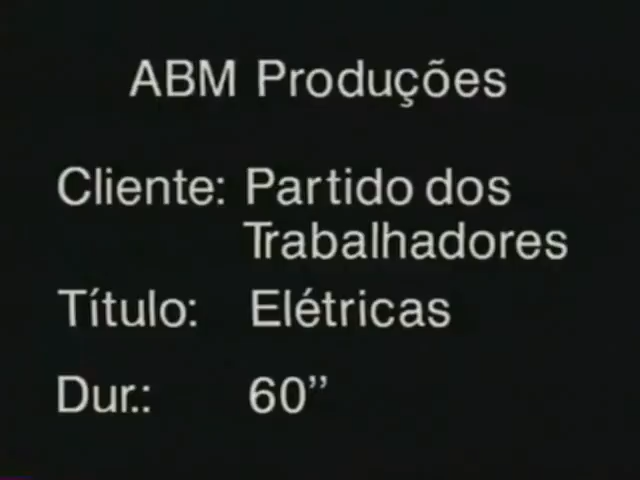 ABM Produções
Cliente: Partido dos
Trabalhadores
Título: Elétricas
Dur.: 60”